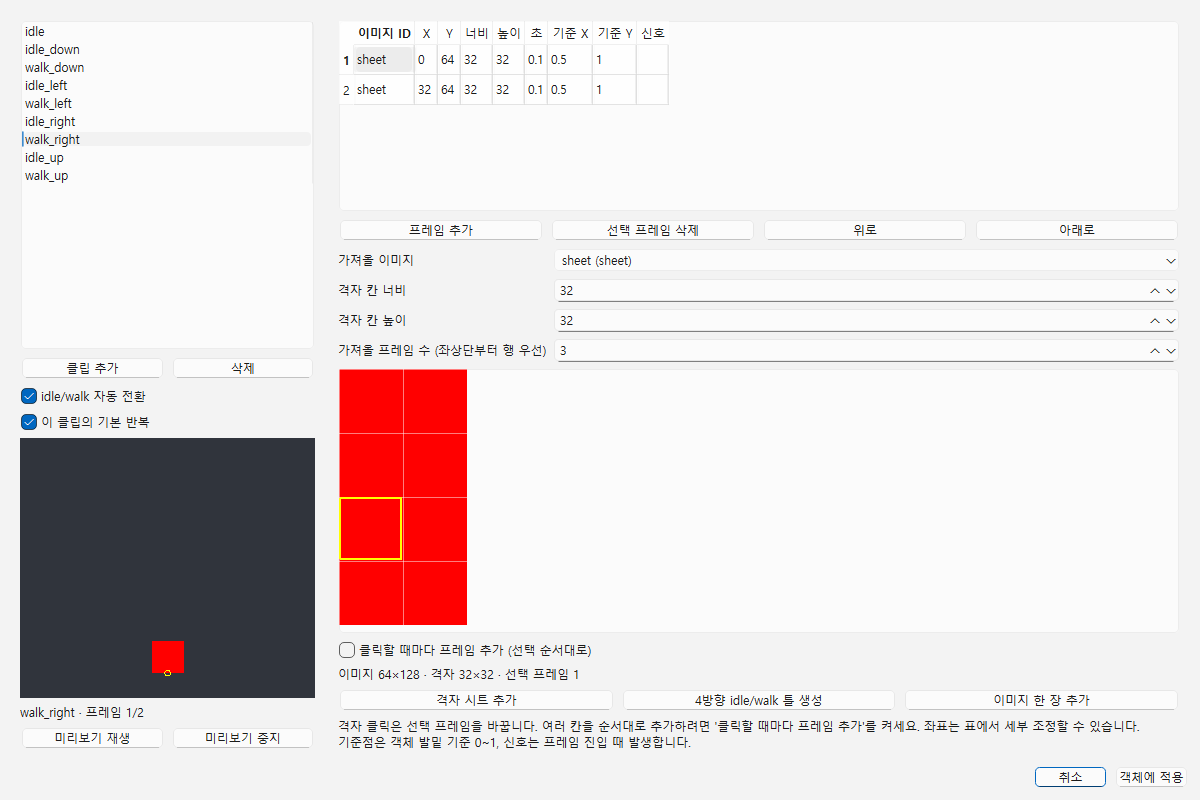 idle
idle_down
walk_down
idle_left
walk_left
idle_right
walk_right
idle_up
walk_up
클립 추가 삭제
idle/walk 자동 전환
이 클립의 기본 반복
walk_right · 프레임 1/2
미리보기 재생 미리보기 중지
이미지 ID X Y 너비 높이 초 기준 X 기준 Y 신호
1 sheet 0 64 32 32 0.1 0.5 1
2 sheet 32 64 32 32 0.1 0.5 1
프레임 추가 선택 프레임 삭제 위로 아래로
가져올 이미지 sheet (sheet)
격자 칸 너비 32
격자 칸 높이 32
가져올 프레임 수 (좌상단부터 행 우선) 3
클릭할 때마다 프레임 추가 (선택 순서대로)
이미지 64×128 · 격자 32×32 · 선택 프레임 1
격자 시트 추가 4방향 idle/walk 틀 생성 이미지 한 장 추가
격자 클릭은 선택 프레임을 바꿉니다. 여러 칸을 순서대로 추가하려면 '클릭할 때마다 프레임 추가'를 켜세요. 좌표는 표에서 세부 조정할 수 있습니다.
기준점은 객체 발밑 기준 0~1, 신호는 프레임 진입 때 발생합니다.
취소 객체에 적용